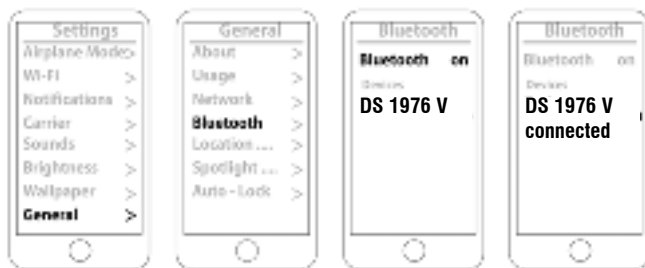 Settings
Airplane Mode>
Wi-Fi >
Notifications >
Carrier >
Sounds >
Brightness >
Wallpaper >
General >
General
About >
Usage >
Network >
Bluetooth >
Location .... >
Spotlight .... >
Auto - Lock >
Bluetooth
Bluetooth on
Devices
DS 1976 V
Bluetooth
Bluetooth on
Devices
DS 1976 V
connected